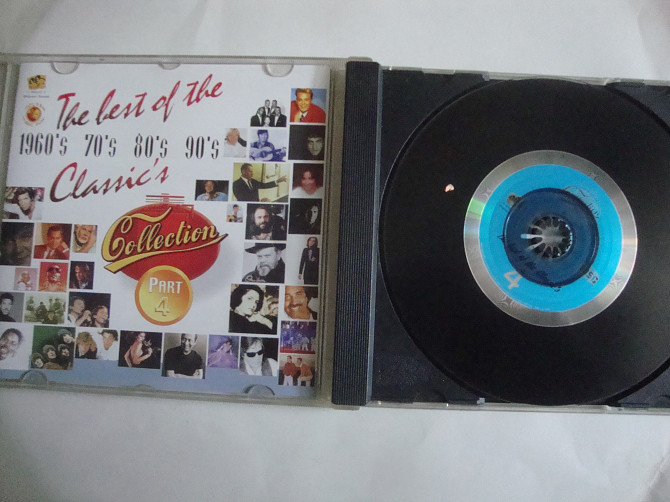 The best of the
1960's 70's 80's 90's
Classic's
Collection
PART
4
4